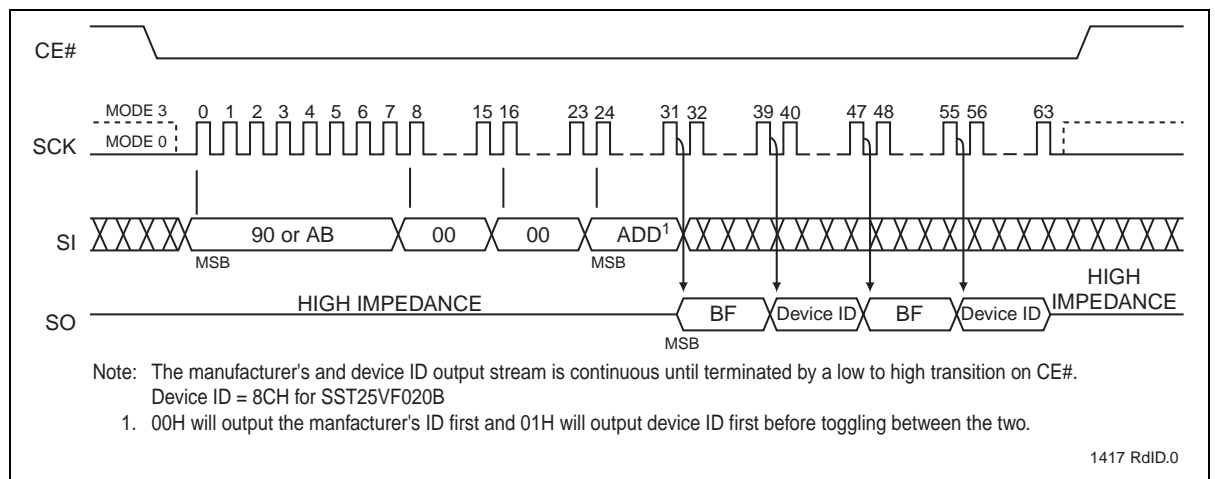 CE#
MODE 3
0 1 2 3 4 5 6 7 8 15 16 23 24 31 32 39 40 47 48 55 56 63
SCK
MODE 0
SI
90 or AB 00 00 ADD1
MSB MSB
HIGH IMPEDANCE
HIGH IMPEDANCE
SO
BF Device ID BF Device ID
MSB
Note: The manufacturer's and device ID output stream is continuous until terminated by a low to high transition on CE#.
Device ID = 8CH for SST25VF020B
1. 00H will output the manfacturer's ID first and 01H will output device ID first before toggling between the two.
1417 RdID.0